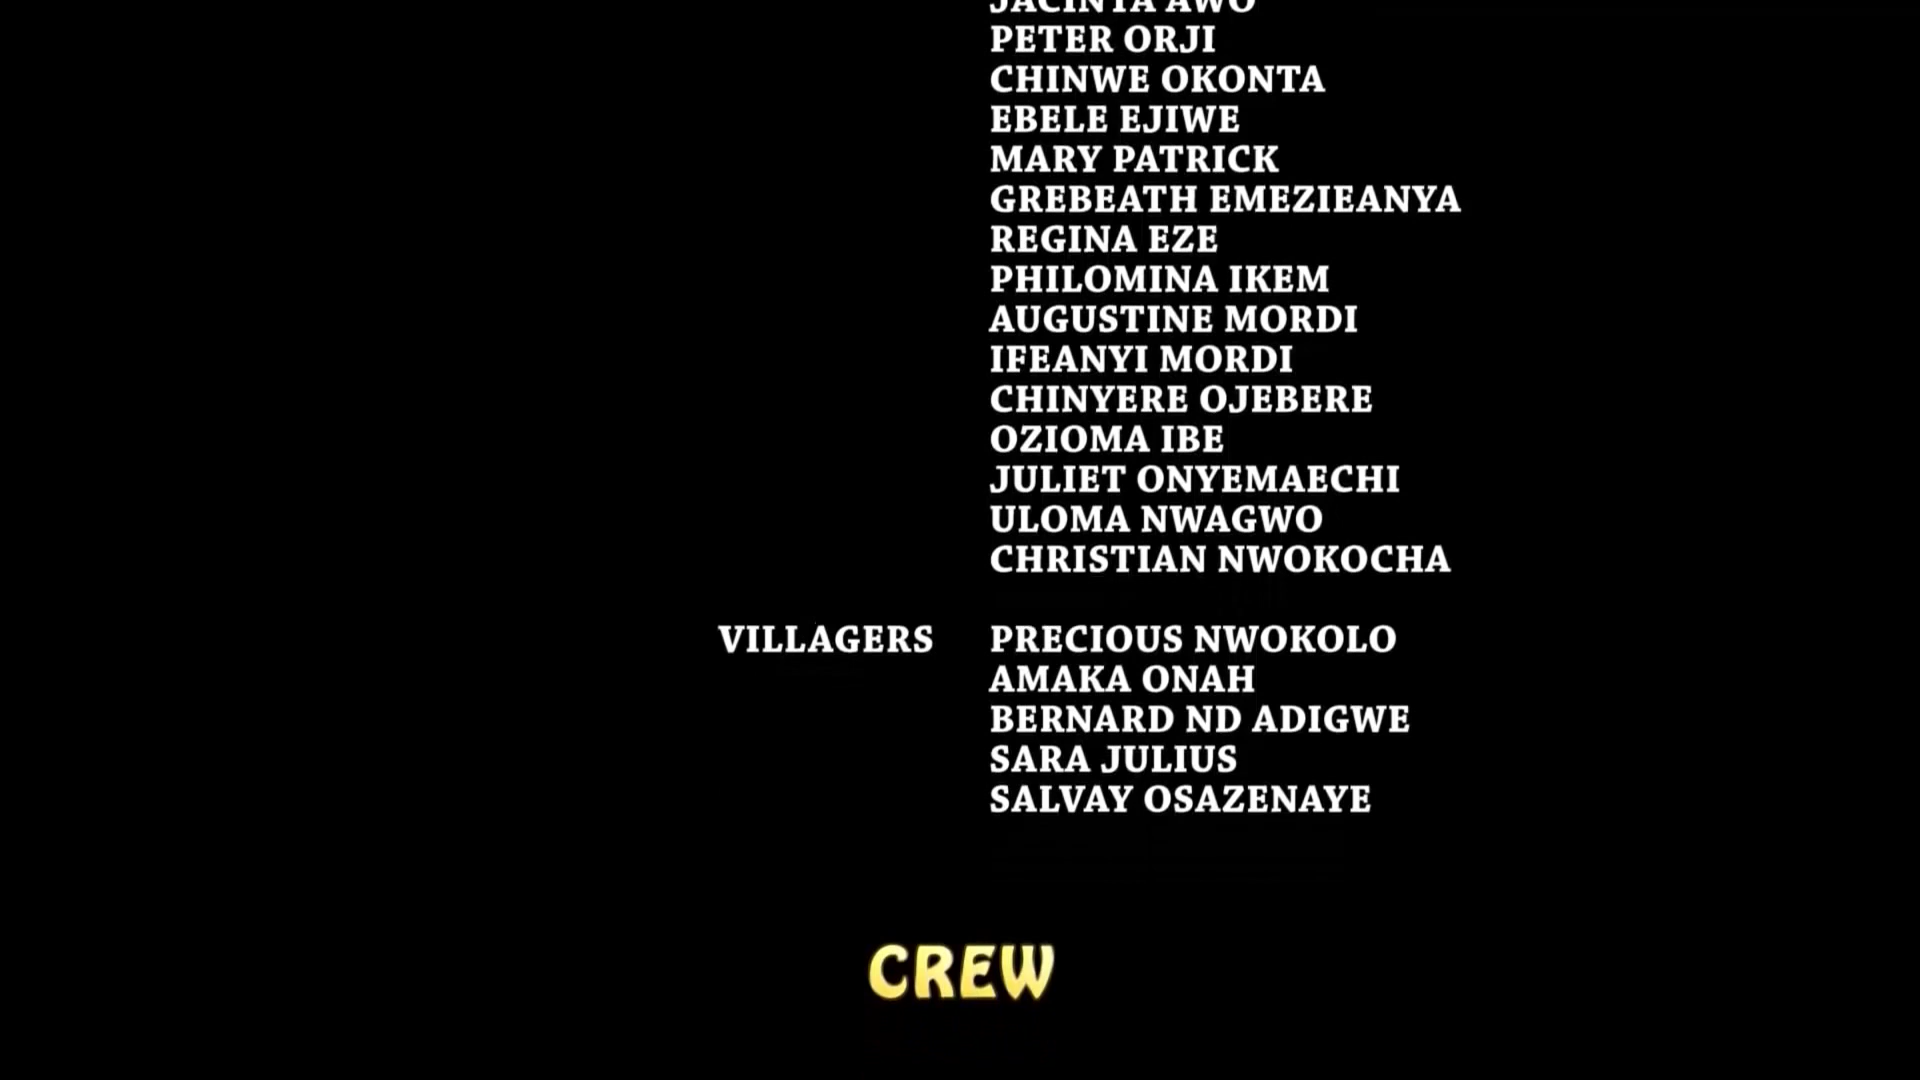 JACINTA AWO
PETER ORJI
CHINWE OKONTA
EBELE EJIWE
MARY PATRICK
GREBEATH EMEZIEANYA
REGINA EZE
PHILOMINA IKEM
AUGUSTINE MORDI
IFEANYI MORDI
CHINYERE OJEBERE
OZIOMA IBE
JULIET ONYEMAECHI
ULOMA NWAGWO
CHRISTIAN NWOKOCHA
VILLAGERS PRECIOUS NWOKOLO
AMAKA ONAH
BERNARD ND ADIGWE
SARA JULIUS
SALVAY OSAZENAYE
CREW